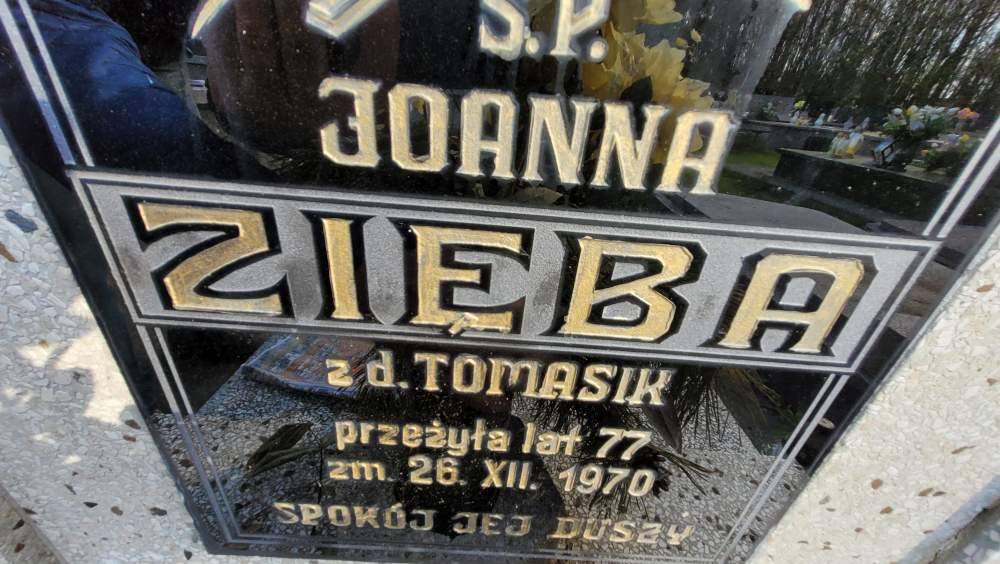 Ś.P.
JOANNA
ZIĘBA
z d. TOMASIK
przeżyła lat 77
zm. 26. XII. 1970
SPOKÓJ JEJ DUSZY